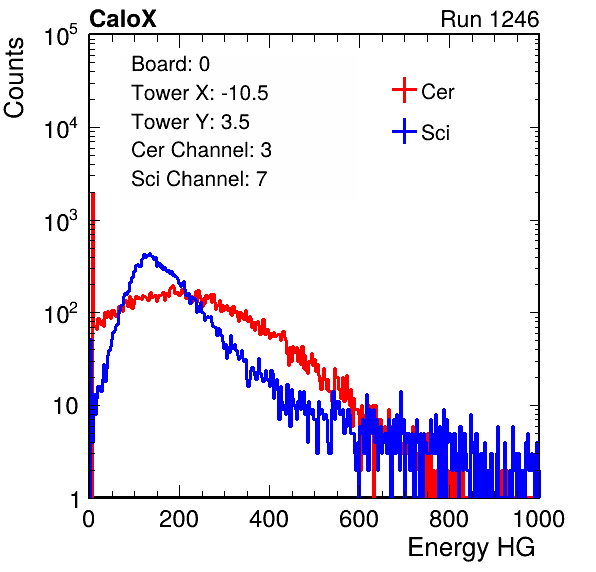 CaloX Run 1246
Counts
Board: 0
Tower X: -10.5
Tower Y: 3.5
Cer Channel: 3
Sci Channel: 7
Cer
Sci
10^5
10^4
10^3
10^2
10
1
0 200 400 600 800 1000
Energy HG